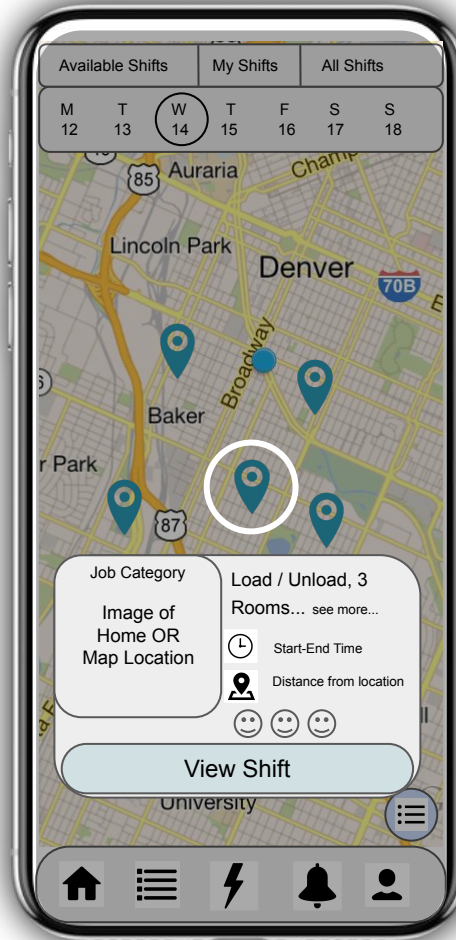 Available Shifts
My Shifts
All Shifts
M T W T F S S
12 13 14 15 16 17 18
85
Auraria
Lincoln Park
Denver
70B
Broadway
Baker
r Park
87
Job Category
Image of
Home OR
Map Location
Load / Unload, 3
Rooms... see more...
Start-End Time
Distance from location
View Shift
University